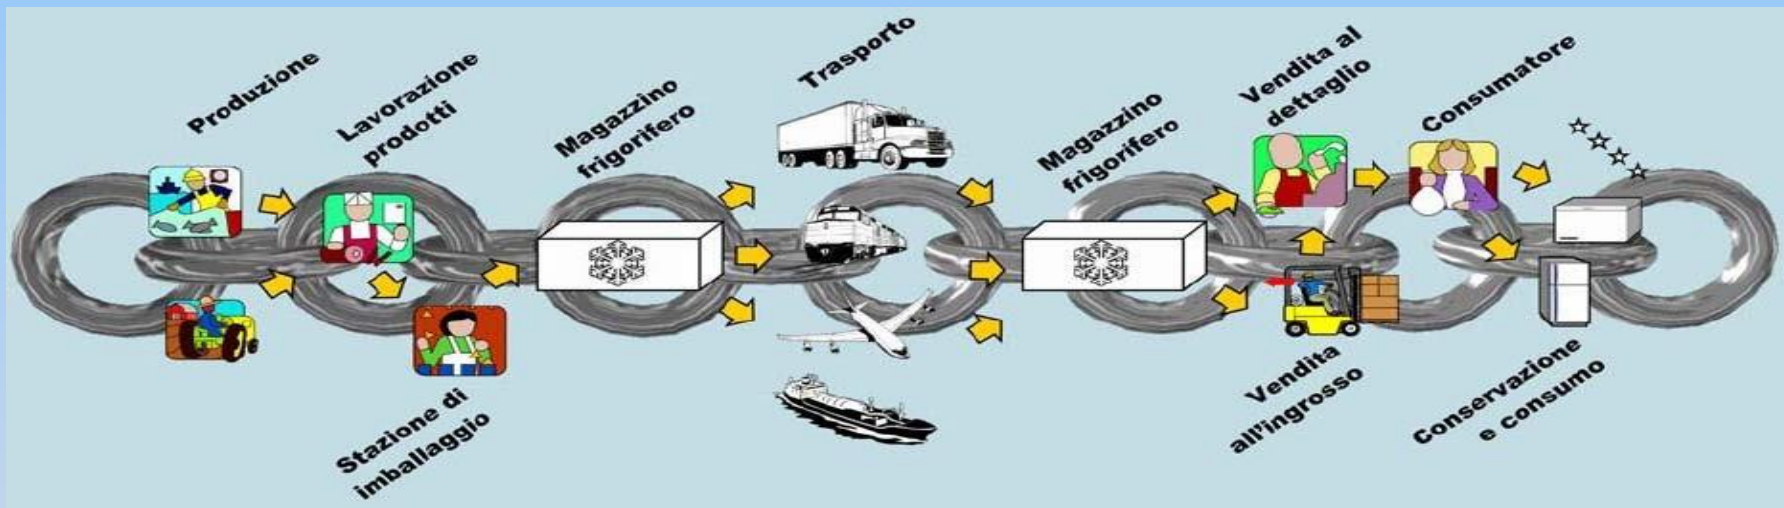 Produzione
Lavorazione
prodotti
Stazione di
imballaggio
Magazzino
frigorifero
Trasporto
Magazzino
frigorifero
Vendita al
dettaglio
Vendita
all'ingrosso
Consumatore
Conservazione
e consumo